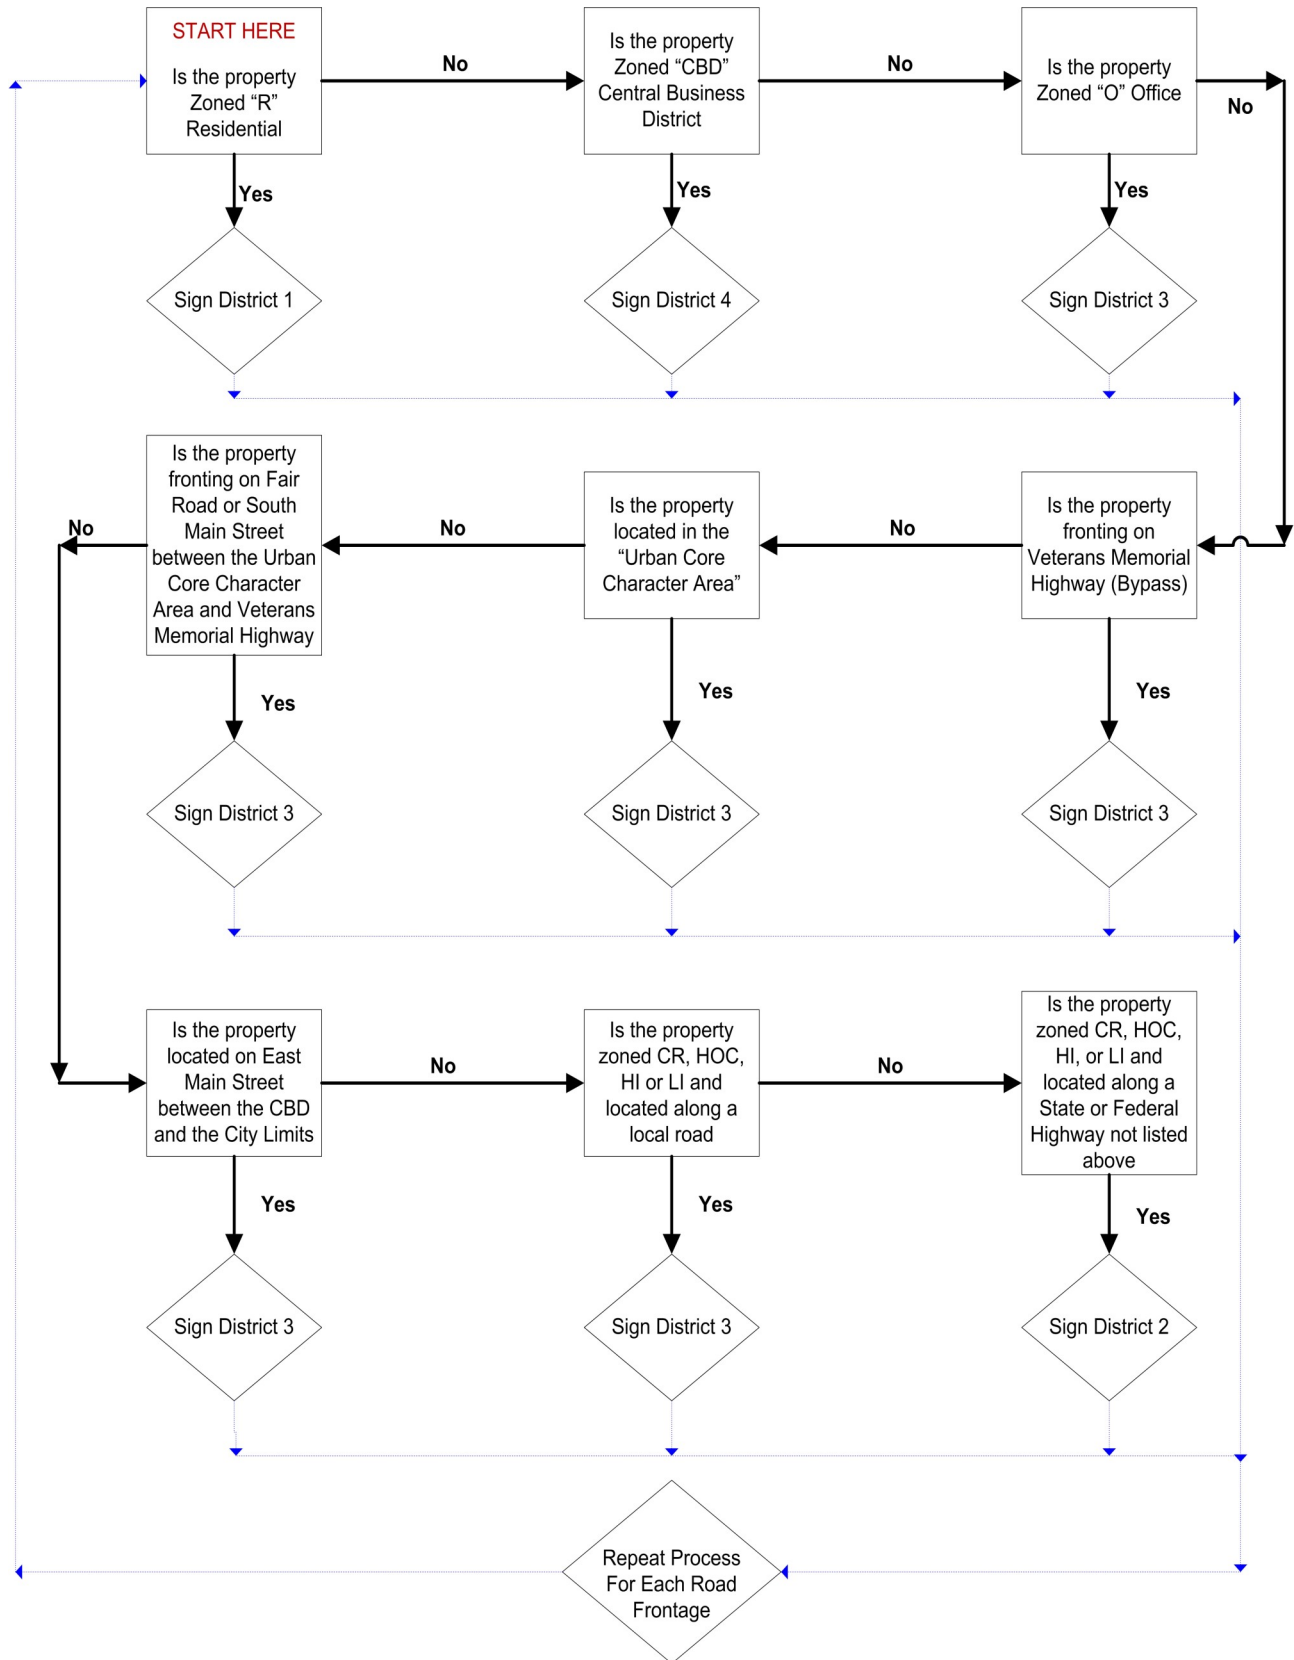 START HERE
Is the property
Zoned “R”
Residential
No
Is the property
Zoned “CBD”
Central Business
District
No
Is the property
Zoned “O” Office
No
Yes
Yes
Yes
Sign District 1
Sign District 4
Sign District 3
Is the property
fronting on Fair
Road or South
Main Street
between the Urban
Core Character
Area and Veterans
Memorial Highway
No
No
Is the property
located in the
“Urban Core
Character Area”
No
Is the property
fronting on
Veterans Memorial
Highway (Bypass)
Yes
Yes
Yes
Sign District 3
Sign District 3
Sign District 3
Is the property
located on East
Main Street
between the CBD
and the City Limits
No
Is the property
zoned CR, HOC,
HI or LI and
located along a
local road
No
Is the property
zoned CR, HOC,
HI, or LI and
located along a
State or Federal
Highway not listed
above
Yes
Yes
Yes
Sign District 3
Sign District 3
Sign District 2
Repeat Process
For Each Road
Frontage